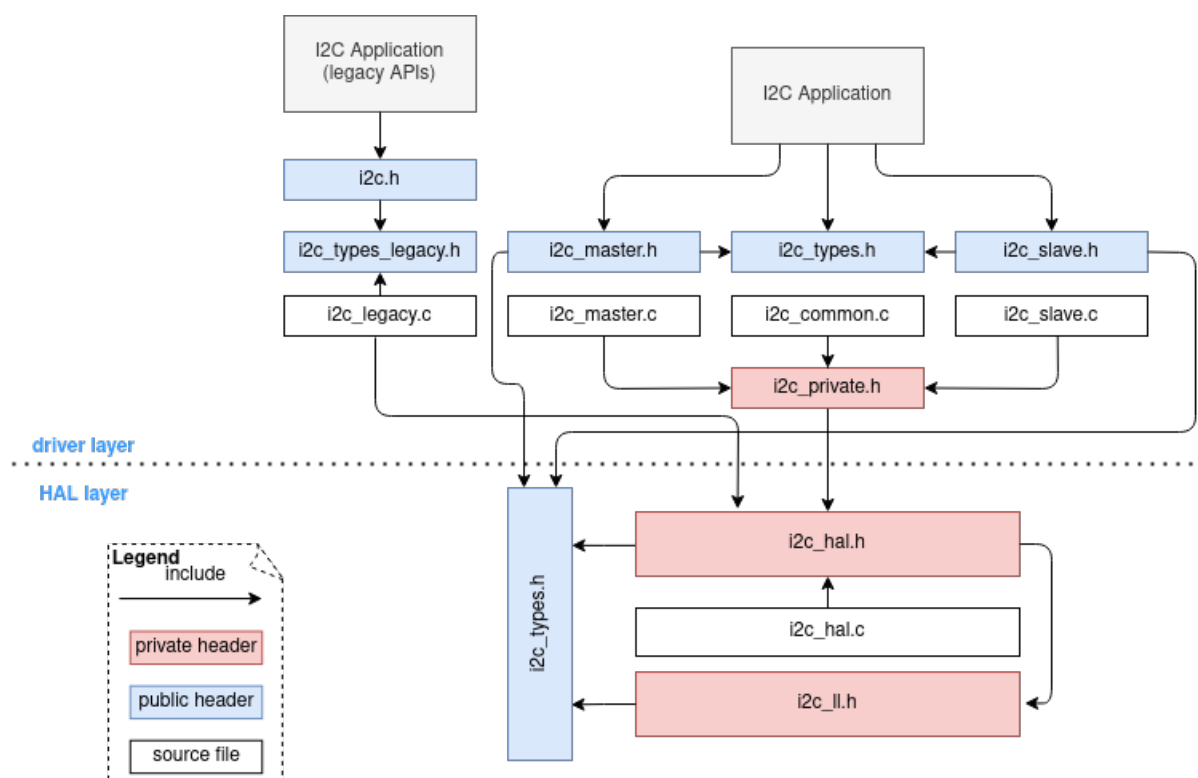 I2C Application
(legacy APIs)
I2C Application
i2c.h
i2c_types_legacy.h
i2c_master.h
i2c_types.h
i2c_slave.h
i2c_legacy.c
i2c_master.c
i2c_common.c
i2c_slave.c
i2c_private.h
driver layer
HAL layer
i2c_types.h
i2c_hal.h
i2c_hal.c
i2c_ll.h
Legend
include
private header
public header
source file